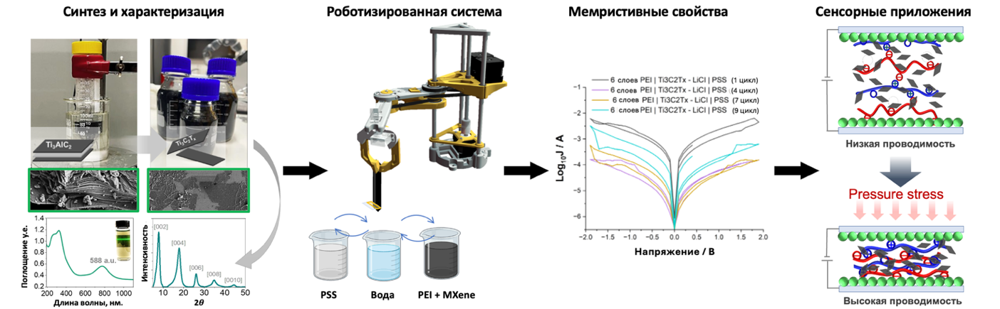 Синтез и характеризация
Ti₃AlC₂
Ti₃C₂Tₓ
Поглощение у.е.
1.4
1.2
1.0
0.8
0.6
0.4
0.2
588 a.u.
200 400 600 800 1000
Длина волны, нм.
Интенсивность
[002]
[004]
[006]
[008]
[0010]
10 20 30 40 50
2θ
Роботизированная система
PSS
Вода
PEI + MXene
Мемристивные свойства
6 слоев PEI | Ti3C2Tx - LiCl | PSS (1 цикл)
6 слоев PEI | Ti3C2Tx - LiCl | PSS (4 цикл)
6 слоев PEI | Ti3C2Tx - LiCl | PSS (7 цикл)
6 слоев PEI | Ti3C2Tx - LiCl | PSS (9 цикл)
Log₁₀J / A
−1
−2
−3
−4
−5
−6
−2.0 −1.5 −1.0 −0.5 0.0 0.5 1.0 1.5 2.0
Напряжение / В
Сенсорные приложения
Низкая проводимость
Pressure stress
Высокая проводимость